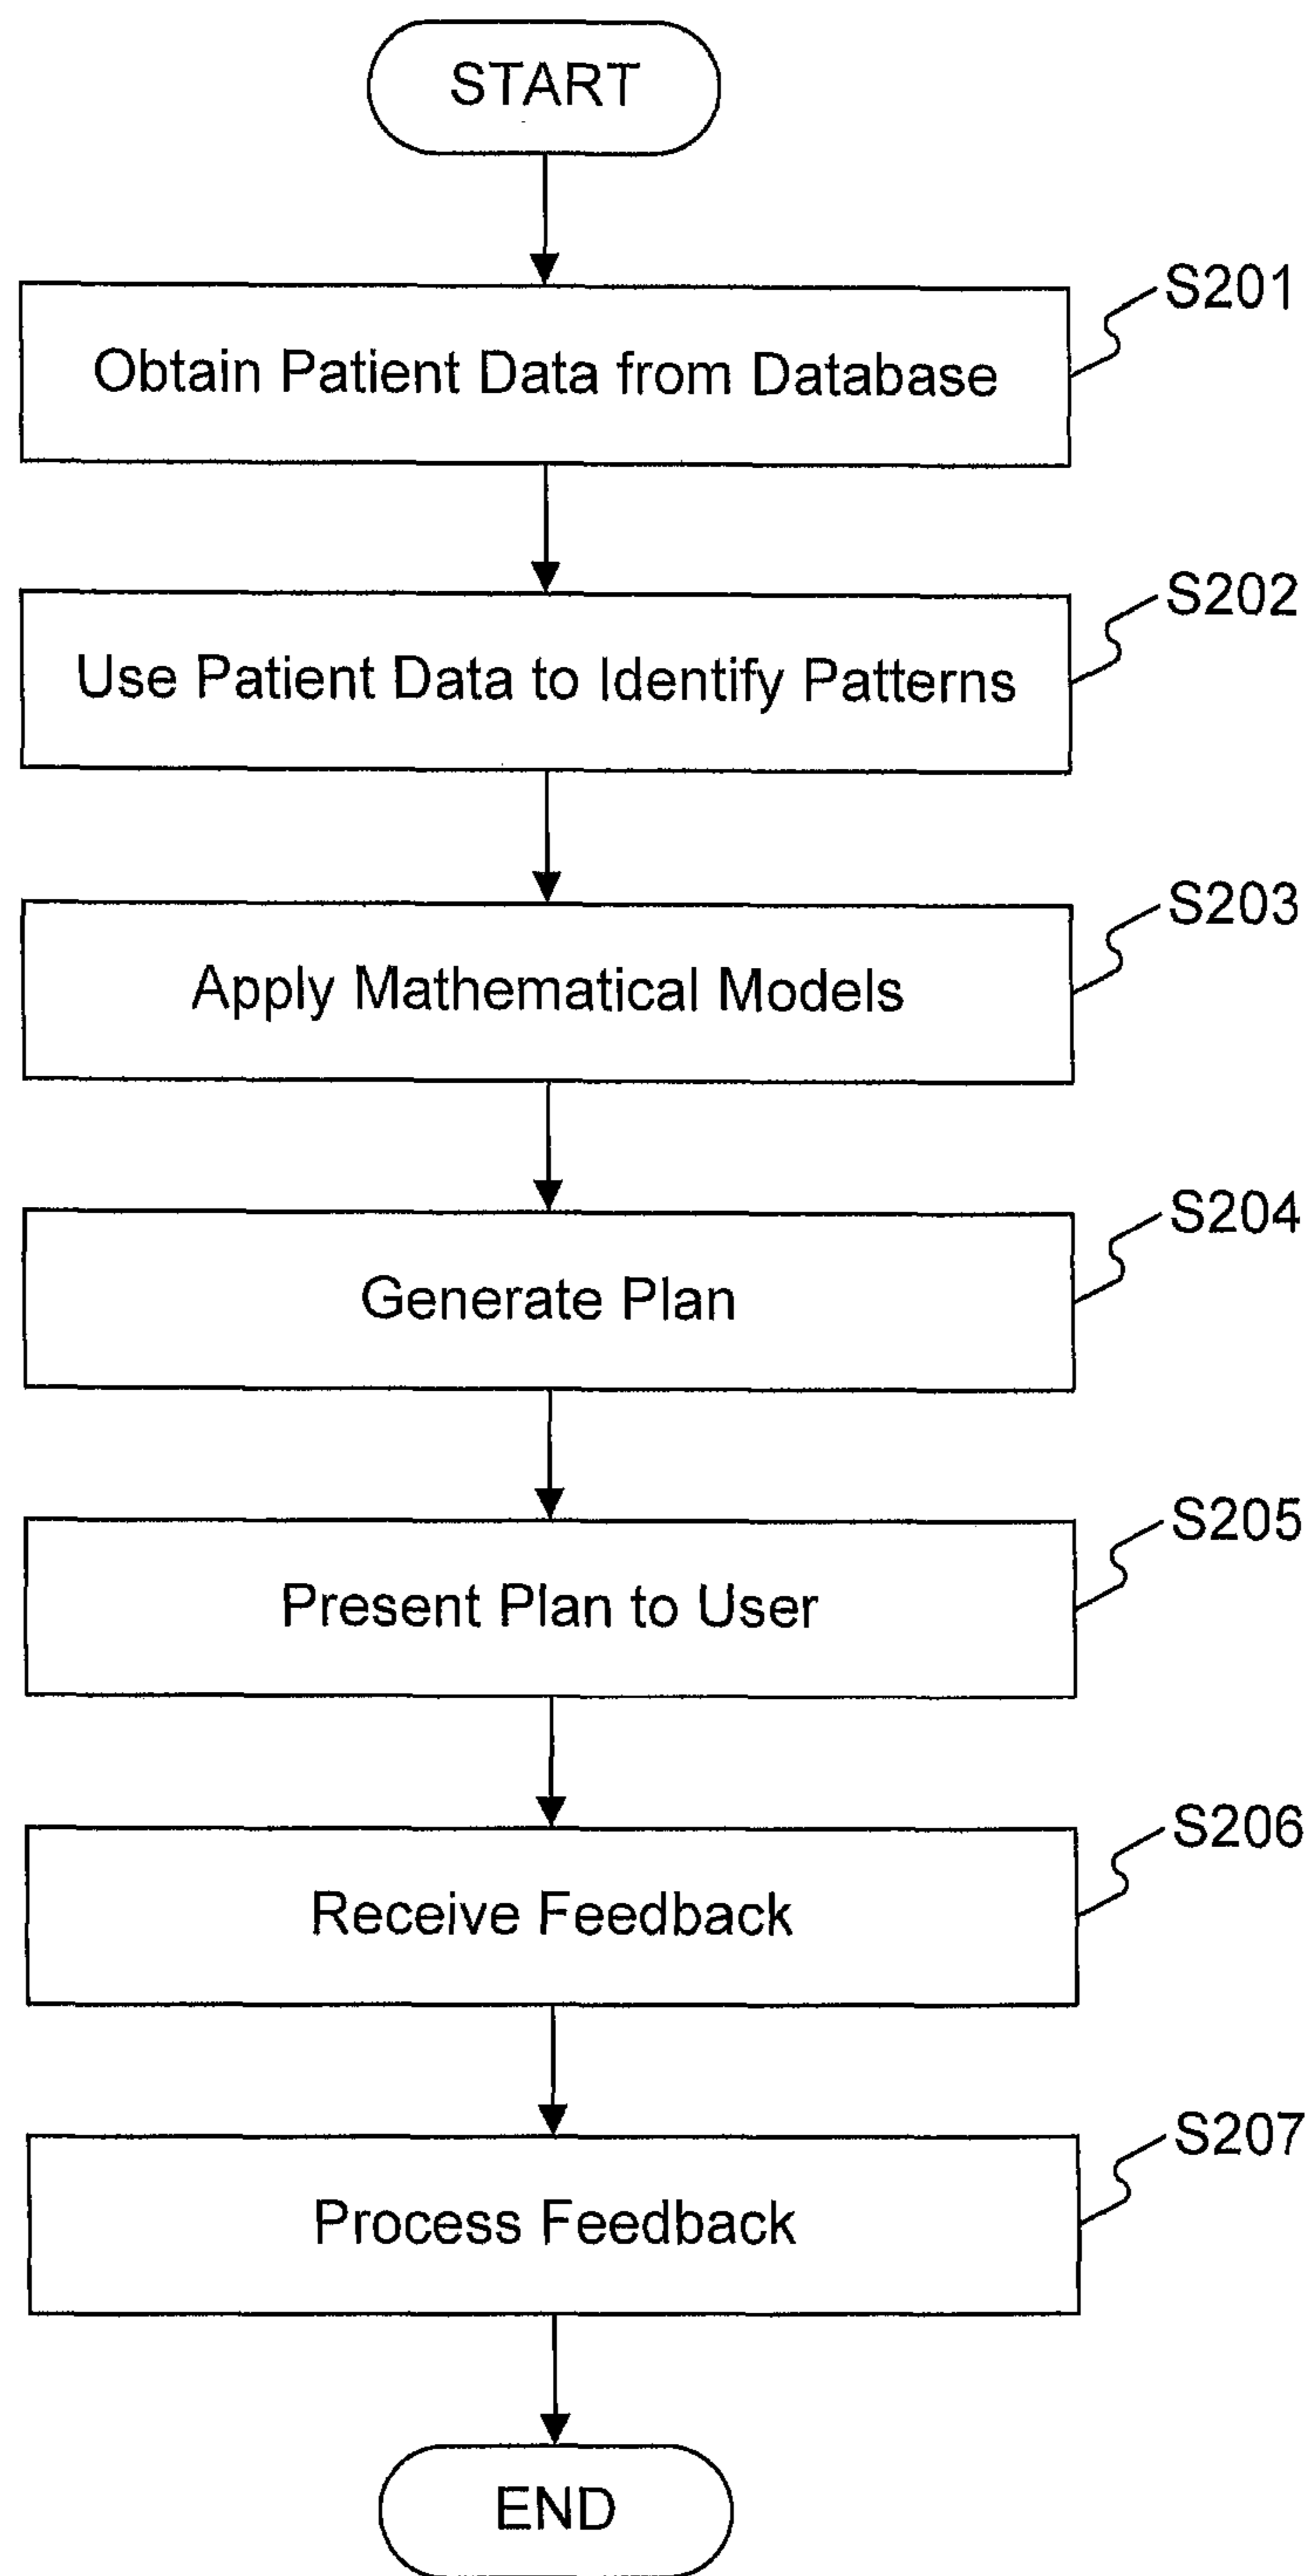 START
S201
Obtain Patient Data from Database
S202
Use Patient Data to Identify Patterns
S203
Apply Mathematical Models
S204
Generate Plan
S205
Present Plan to User
S206
Receive Feedback
S207
Process Feedback
END